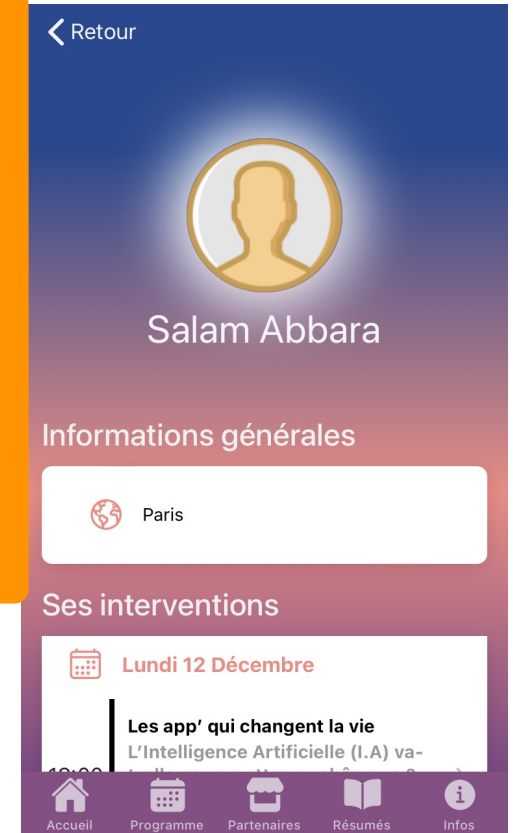 Retour
Salam Abbara
Informations générales
Paris
Ses interventions
Lundi 12 Décembre
Les app’ qui changent la vie
L’Intelligence Artificielle (I.A) va-
Accueil Programme Partenaires Résumés Infos